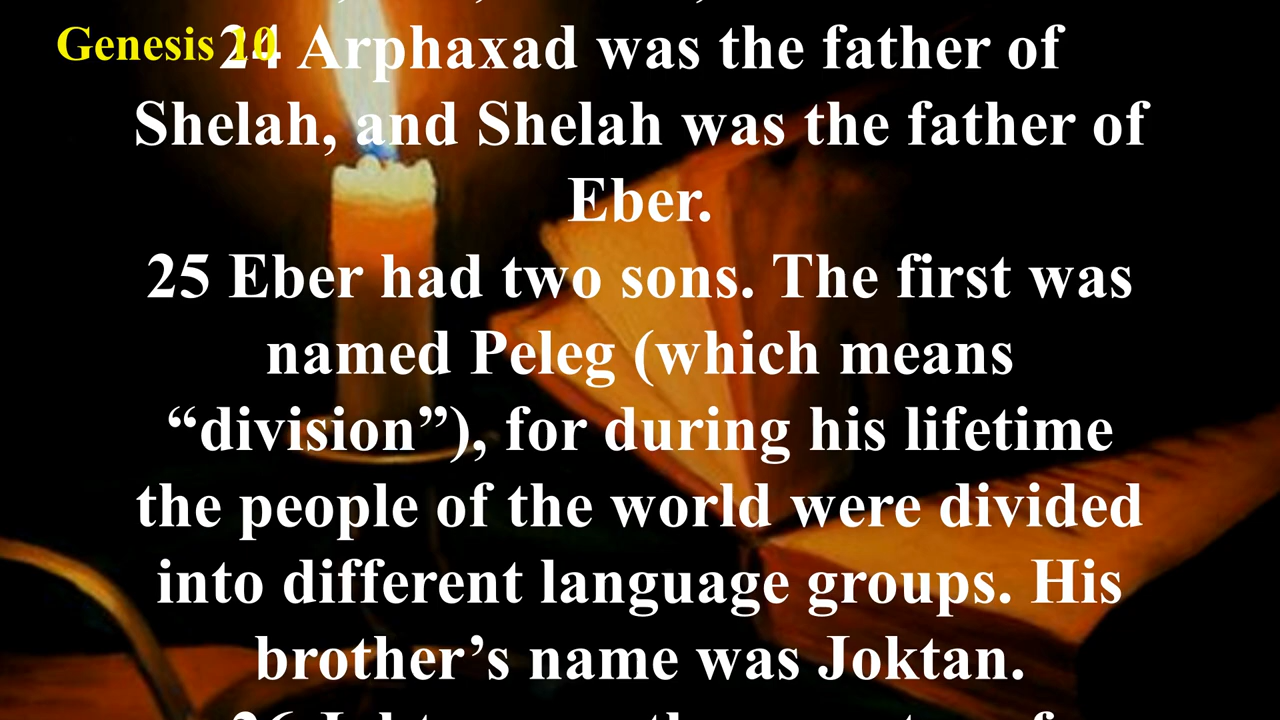 Genesis 10
24 Arphaxad was the father of
Shelah, and Shelah was the father of
Eber.
25 Eber had two sons. The first was
named Peleg (which means
“division”), for during his lifetime
the people of the world were divided
into different language groups. His
brother’s name was Joktan.